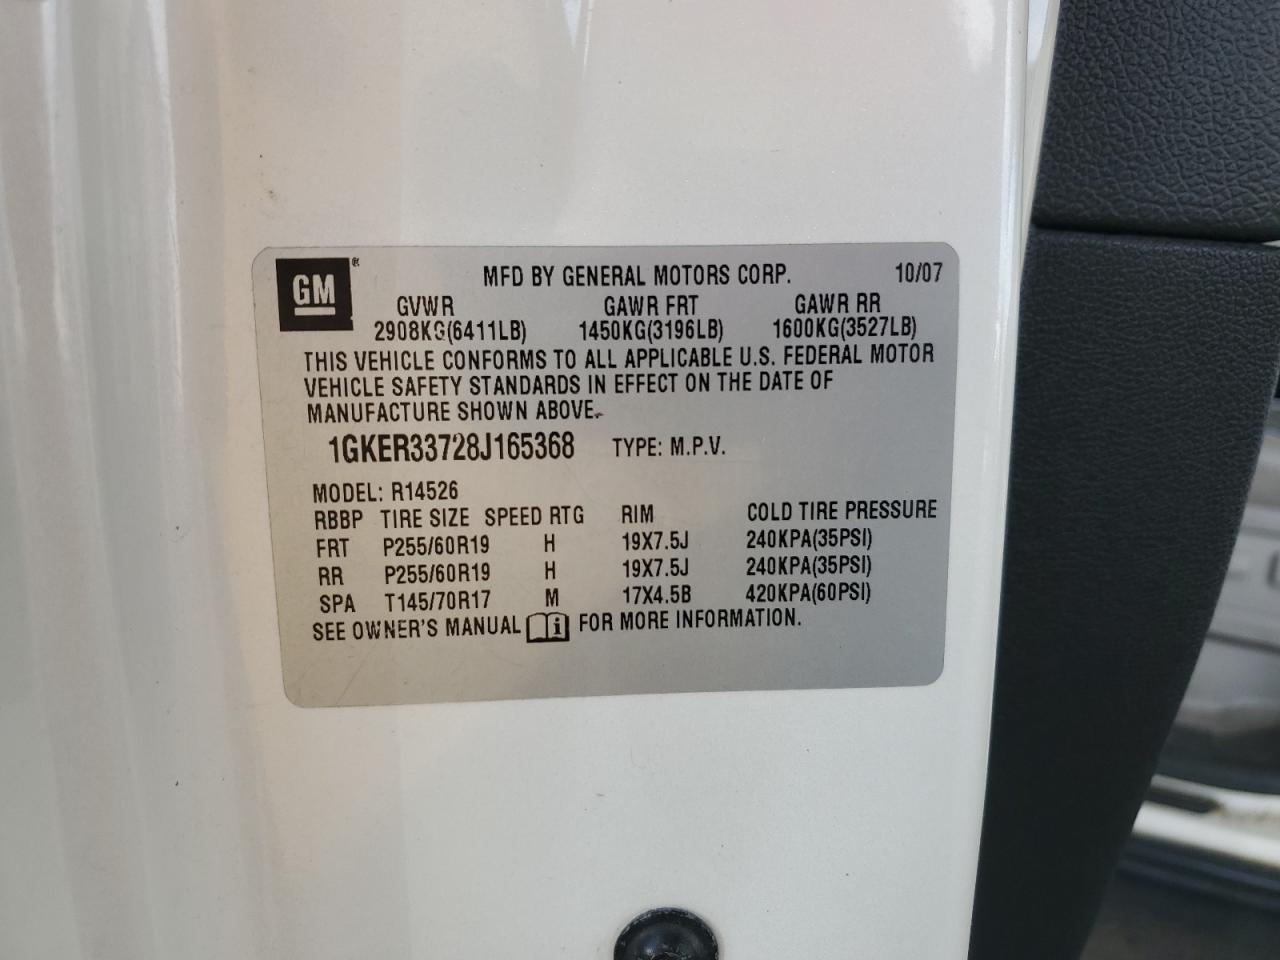 GM® MFD BY GENERAL MOTORS CORP. 10/07
GVWR GAWR FRT GAWR RR
2908KG(6411LB) 1450KG(3196LB) 1600KG(3527LB)
THIS VEHICLE CONFORMS TO ALL APPLICABLE U.S. FEDERAL MOTOR
VEHICLE SAFETY STANDARDS IN EFFECT ON THE DATE OF
MANUFACTURE SHOWN ABOVE.
1GKER33728J165368 TYPE: M.P.V.
MODEL: R14526
RBBP TIRE SIZE SPEED RTG RIM COLD TIRE PRESSURE
FRT P255/60R19 H 19X7.5J 240KPA(35PSI)
RR P255/60R19 H 19X7.5J 240KPA(35PSI)
SPA T145/70R17 M 17X4.5B 420KPA(60PSI)
SEE OWNER'S MANUAL i FOR MORE INFORMATION.